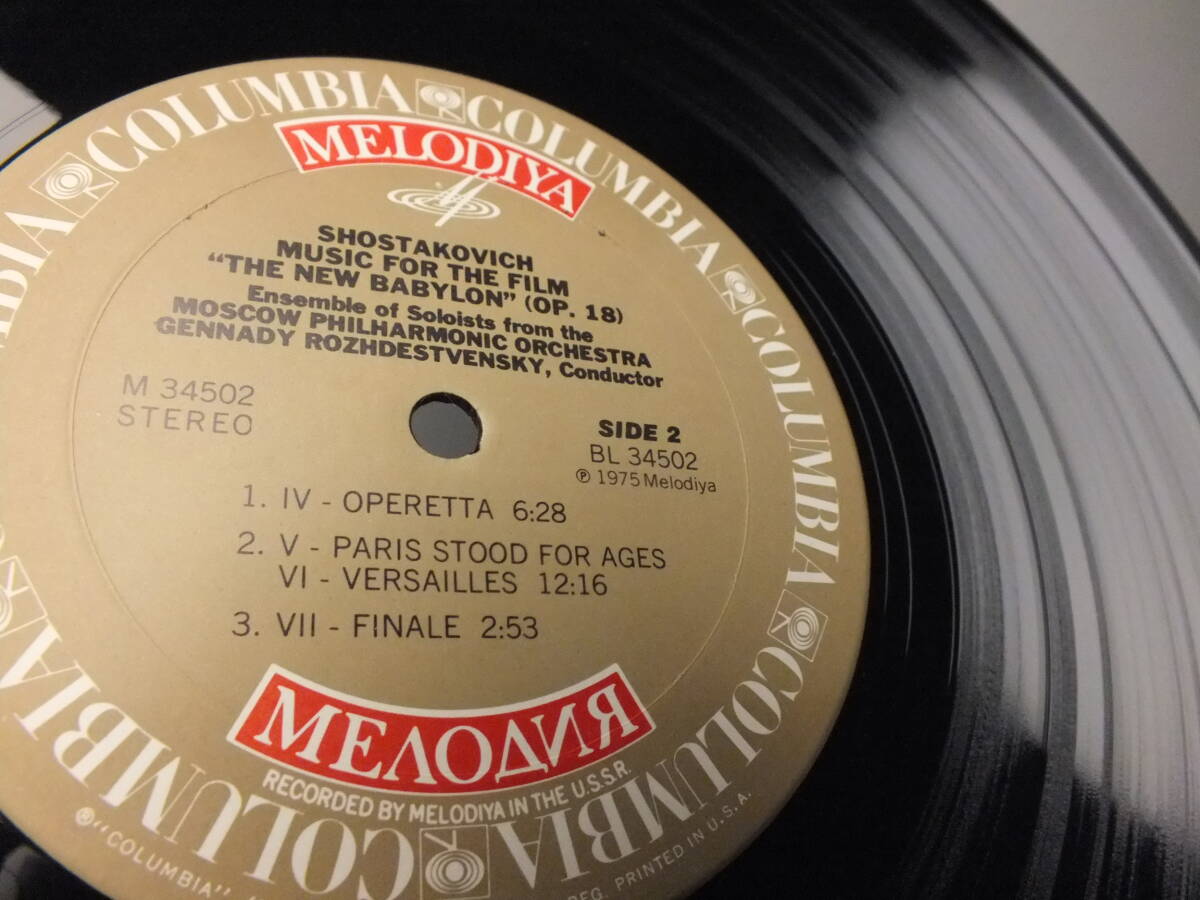 COLUMBIA COLUMBIA COLUMBIA COLUMBIA COLUMBIA COLUMBIA COLUMBIA
MELODIYA
SHOSTAKOVICH
MUSIC FOR THE FILM
"THE NEW BABYLON" (OP. 18)
Ensemble of Soloists from the
MOSCOW PHILHARMONIC ORCHESTRA
GENNADY ROZHDESTVENSKY, Conductor
M 34502
STEREO
SIDE 2
BL 34502
℗ 1975 Melodiya
1. IV - OPERETTA 6:28
2. V - PARIS STOOD FOR AGES
VI - VERSAILLES 12:16
3. VII - FINALE 2:53
МЕЛОДИЯ
RECORDED BY MELODIYA IN THE U.S.S.R.
® "COLUMBIA"
REG. PRINTED IN U.S.A.